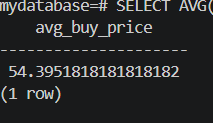 mydatabase=# SELECT AVG(
avg_buy_price
---------------------
54.3951818181818182
(1 row)